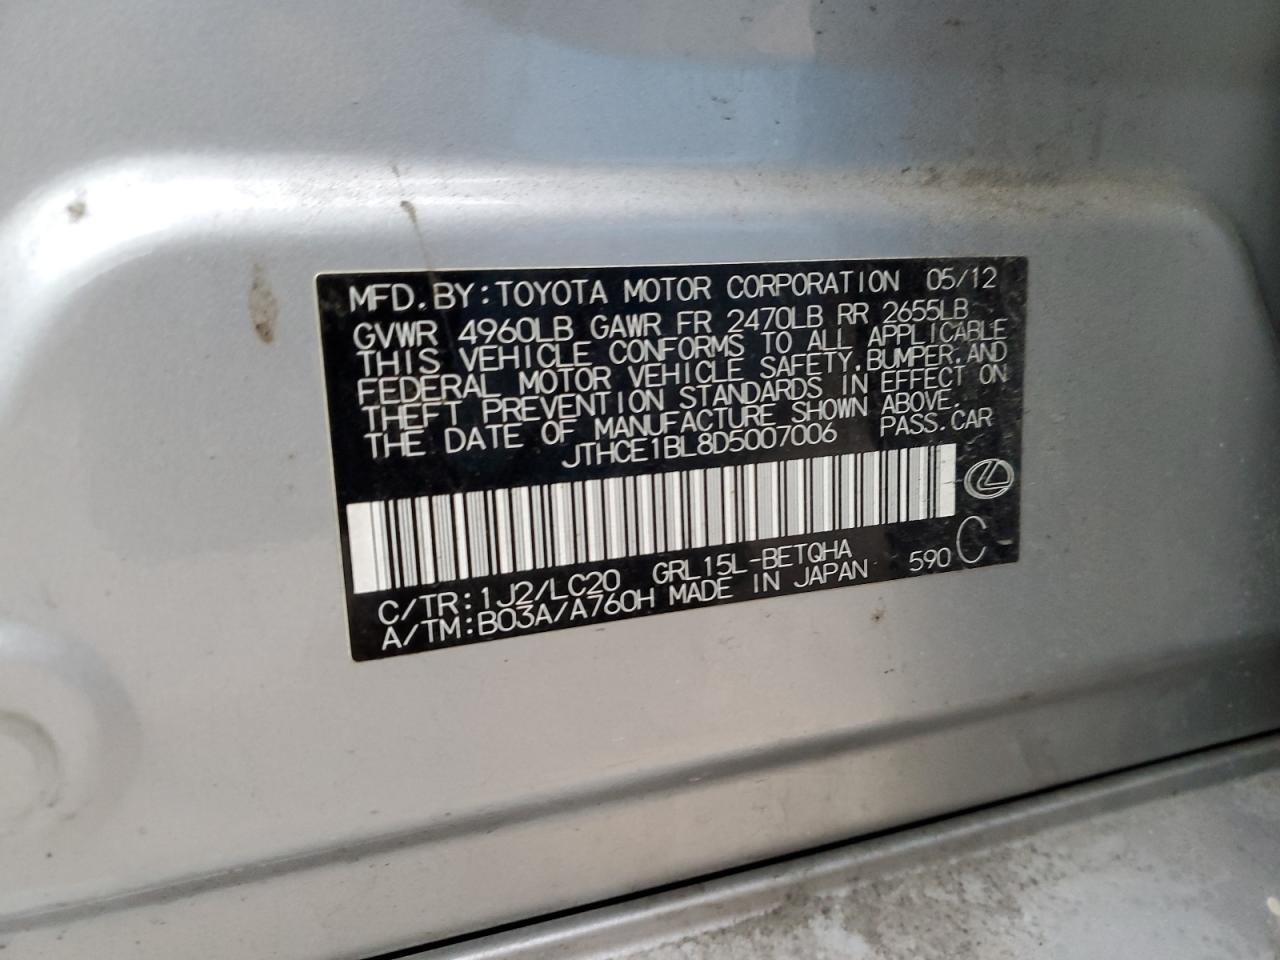 MFD. BY: TOYOTA MOTOR CORPORATION 05/12
GVWR 4960LB GAWR FR 2470LB RR 2655LB
THIS VEHICLE CONFORMS TO ALL APPLICABLE
FEDERAL MOTOR VEHICLE SAFETY, BUMPER, AND
THEFT PREVENTION STANDARDS IN EFFECT ON
THE DATE OF MANUFACTURE SHOWN ABOVE.
JTHCE1BL8D5007006 PASS. CAR
C/TR: 1J2/LC20 GRL15L-BETQHA 590 C
A/TM: B03A/A760H MADE IN JAPAN